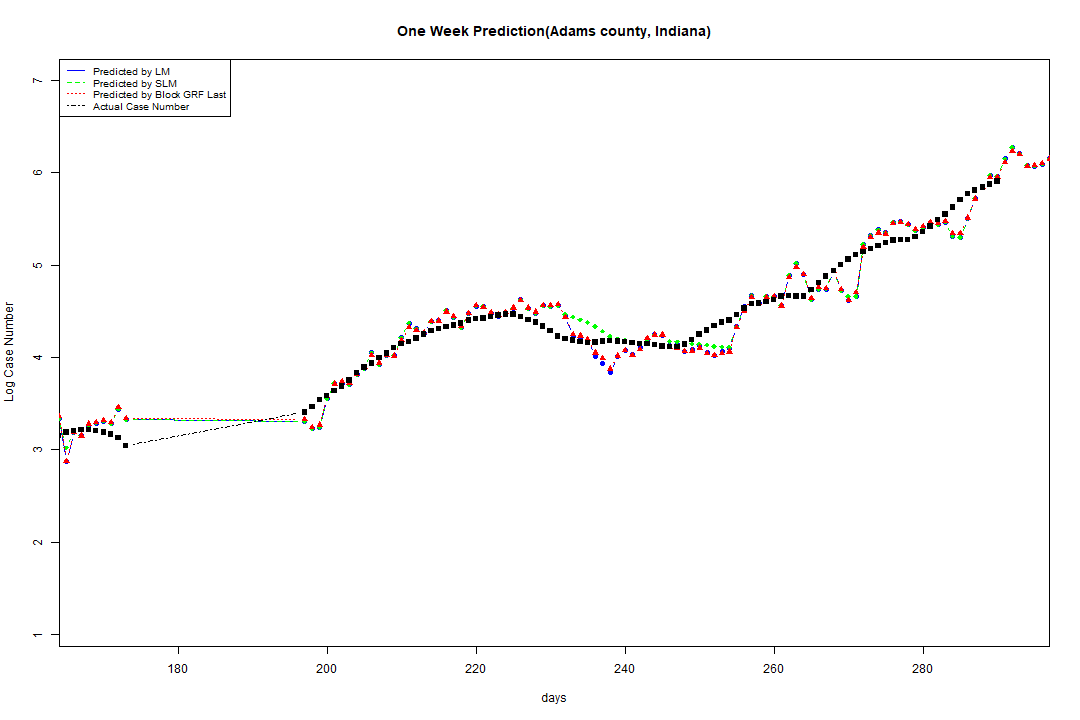 One Week Prediction(Adams county, Indiana)
Predicted by LM
Predicted by SLM
Predicted by Block GRF Last
Actual Case Number
7
6
5
4
3
2
1
Log Case Number
180 200 220 240 260 280
days